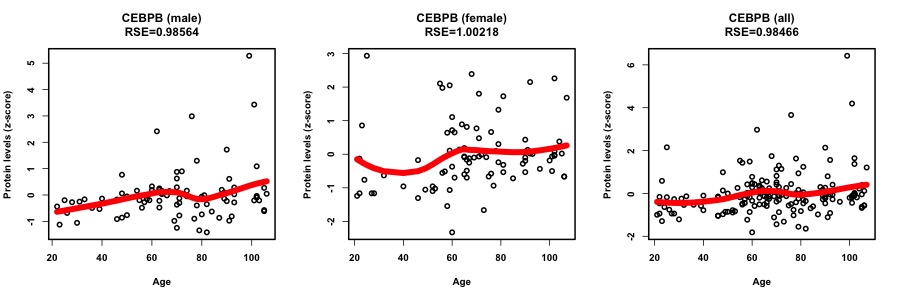 CEBPB (male)
RSE=0.98564
Protein levels (z-score)
5
4
3
2
1
0
-1
20
40
60
80
100
Age
CEBPB (female)
RSE=1.00218
Protein levels (z-score)
3
2
1
0
-1
-2
20
40
60
80
100
Age
CEBPB (all)
RSE=0.98466
Protein levels (z-score)
6
4
2
0
-2
20
40
60
80
100
Age